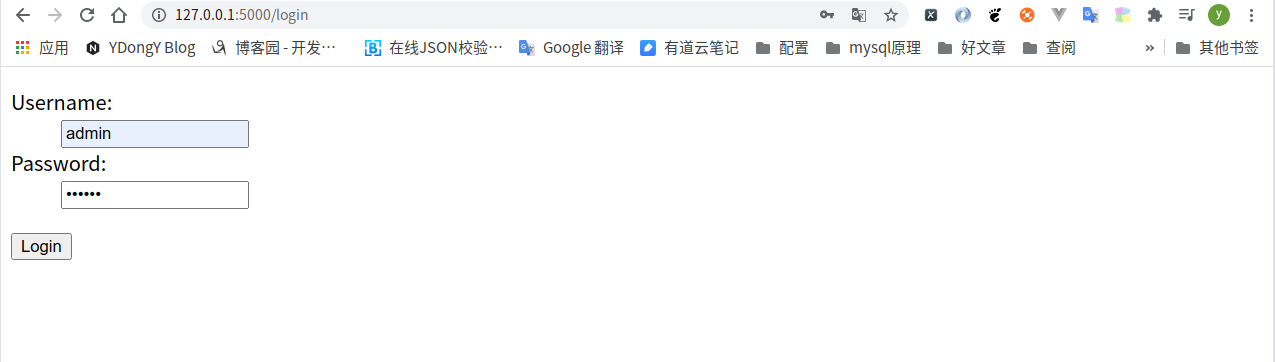 127.0.0.1:5000/login
y
应用 YDongY Blog 博客园 - 开发… 在线JSON校验… Google 翻译 有道云笔记 配置 mysql原理 好文章 查阅 » 其他书签
Username:
admin
Password:
••••••
Login